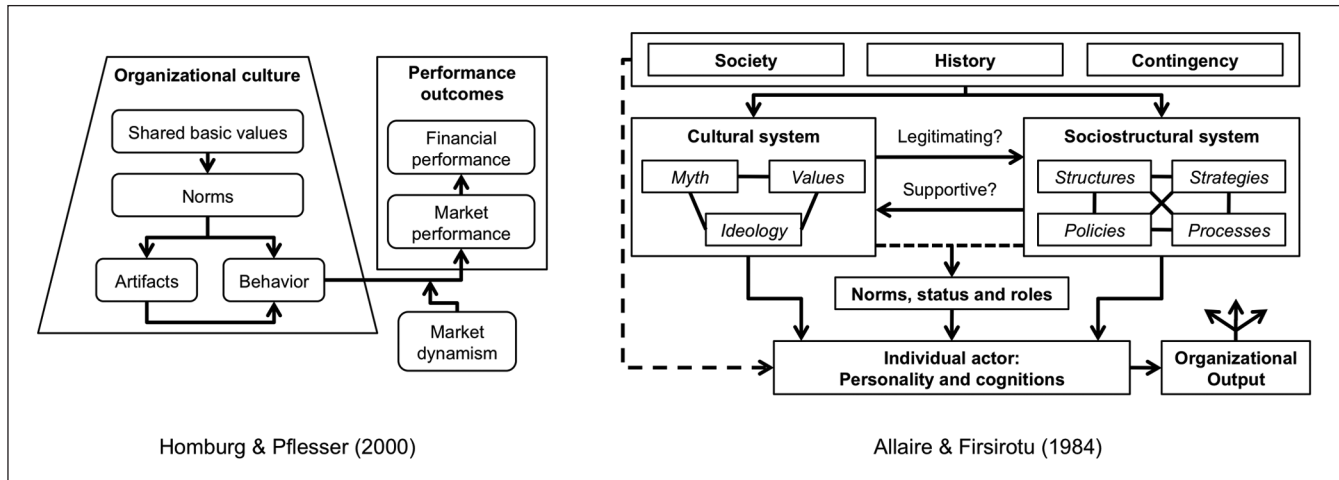 Organizational culture
Shared basic values
Norms
Artifacts
Behavior
Performance
outcomes
Financial
performance
Market
performance
Market
dynamism
Homburg & Pflesser (2000)
Society
History
Contingency
Cultural system
Myth
Values
Ideology
Legitimating?
Supportive?
Sociostructural system
Structures
Strategies
Policies
Processes
Norms, status and roles
Individual actor:
Personality and cognitions
Organizational
Output
Allaire & Firsirotu (1984)